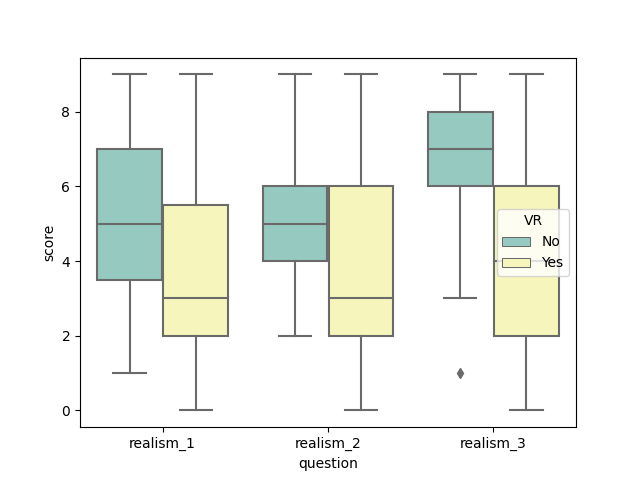 score
8
6
4
2
0
VR
No
Yes
realism_1
realism_2
realism_3
question